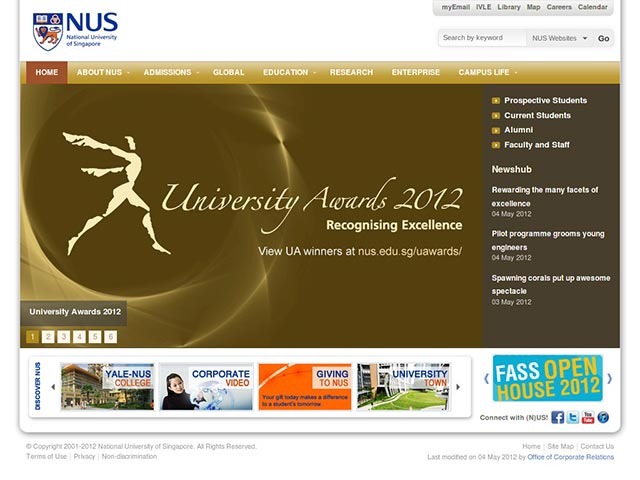 myEmail IVLE Library Map Careers Calendar
NUS
National University
of Singapore
Search by keyword NUS Websites Go
HOME ABOUT NUS ADMISSIONS GLOBAL EDUCATION RESEARCH ENTERPRISE CAMPUS LIFE
University Awards 2012
Recognising Excellence
View UA winners at nus.edu.sg/uawards/
University Awards 2012
1 2 3 4 5 6
Prospective Students
Current Students
Alumni
Faculty and Staff
Newshub
Rewarding the many facets of
excellence
04 May 2012
Pilot programme grooms young
engineers
04 May 2012
Spawning corals put up awesome
spectacle
03 May 2012
DISCOVER NUS
YALE-NUS
COLLEGE
CORPORATE
VIDEO
GIVING
TO NUS
Your gift today makes a difference
to a student's tomorrow
UNIVERSITY
TOWN
FASS OPEN
HOUSE 2012
Connect with (N)US!
You
Tube
© Copyright 2001-2012 National University of Singapore. All Rights Reserved.
Terms of Use | Privacy | Non-discrimination
Home | Site Map | Contact Us
Last modified on 04 May 2012 by Office of Corporate Relations